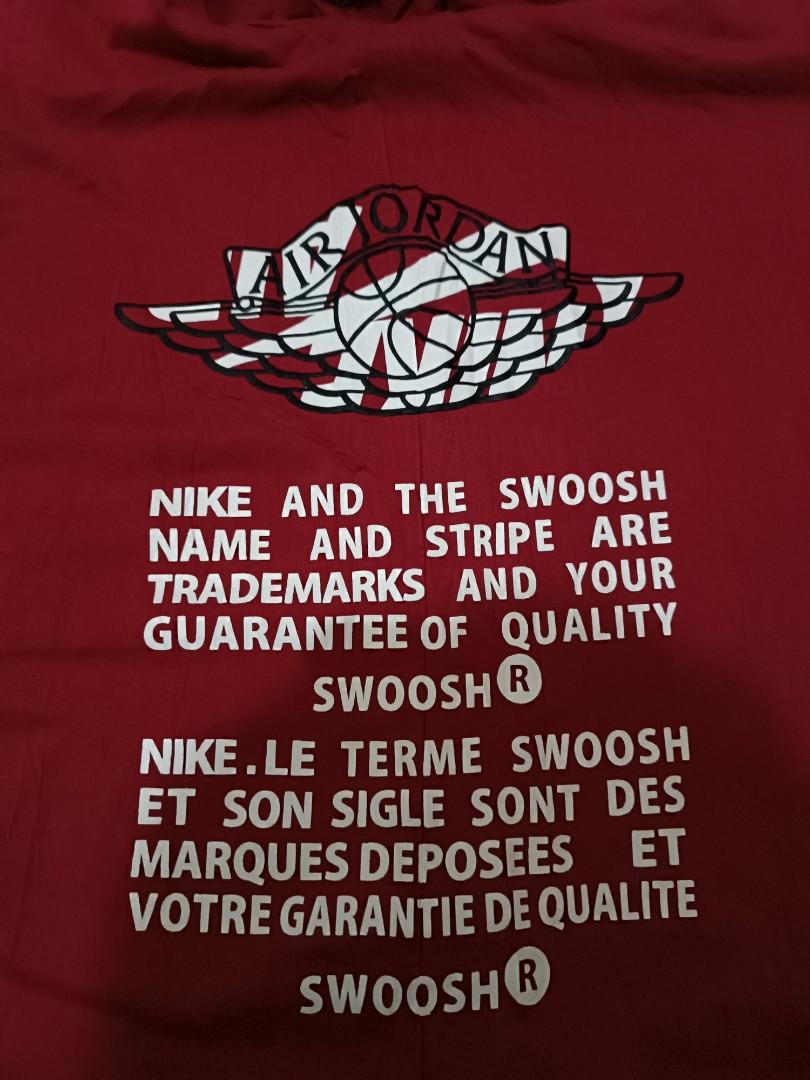 AIR JORDAN
NIKE AND THE SWOOSH
NAME AND STRIPE ARE
TRADEMARKS AND YOUR
GUARANTEE OF QUALITY
SWOOSH®
NIKE.LE TERME SWOOSH
ET SON SIGLE SONT DES
MARQUES DEPOSEES ET
VOTRE GARANTIE DE QUALITE
SWOOSH®